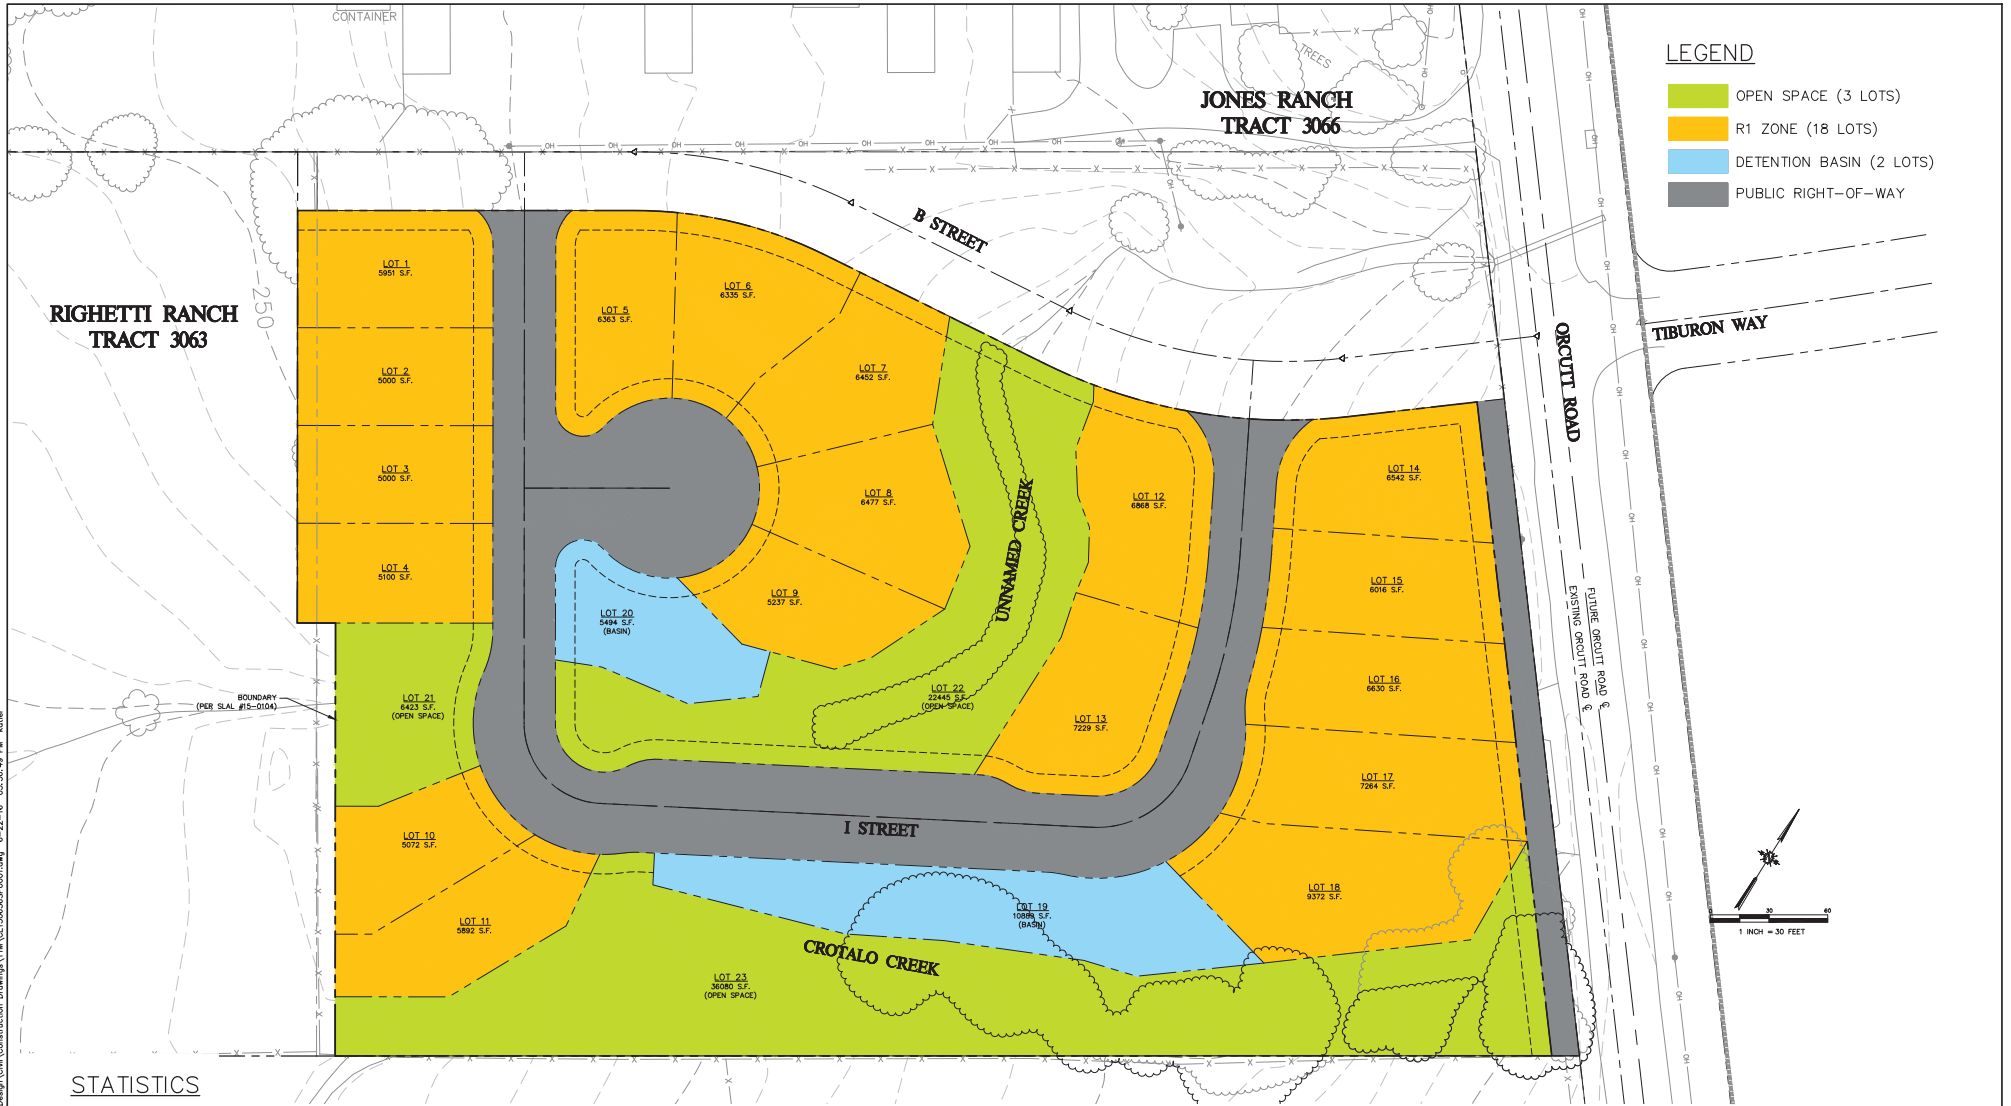 CONTAINER
TREES
JONES RANCH
TRACT 3066
LEGEND
OPEN SPACE (3 LOTS)
R1 ZONE (18 LOTS)
DETENTION BASIN (2 LOTS)
PUBLIC RIGHT-OF-WAY
B STREET
RIGHETTI RANCH
TRACT 3063
250
ORCUTT ROAD
TIBURON WAY
LOT 1
5951 S.F.
LOT 2
5000 S.F.
LOT 3
5000 S.F.
LOT 4
5100 S.F.
LOT 5
6363 S.F.
LOT 6
6335 S.F.
LOT 7
6452 S.F.
LOT 8
6477 S.F.
LOT 9
5237 S.F.
UNNAMED CREEK
LOT 12
6868 S.F.
LOT 14
6542 S.F.
LOT 15
6016 S.F.
LOT 16
6630 S.F.
LOT 17
7264 S.F.
LOT 18
9372 S.F.
LOT 13
7229 S.F.
FUTURE ORCUTT ROAD
EXISTING ORCUTT ROAD
LOT 20
5494 S.F.
(BASIN)
LOT 21
6423 S.F.
(OPEN SPACE)
LOT 22
22445 S.F.
(OPEN SPACE)
BOUNDARY
(PER SLAL #15-0104)
I STREET
LOT 10
5072 S.F.
LOT 11
5892 S.F.
LOT 19
10889 S.F.
(BASIN)
CROTALO CREEK
LOT 23
36080 S.F.
(OPEN SPACE)
0 30 60
1 INCH = 30 FEET
STATISTICS